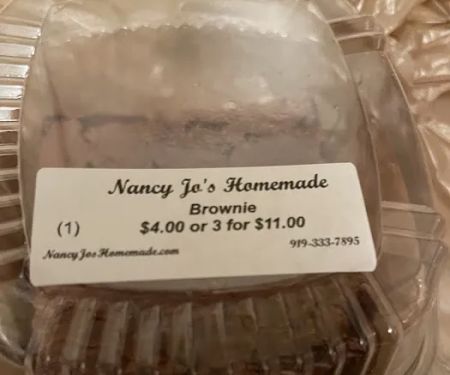 Nancy Jo's Homemade
Brownie
(1) $4.00 or 3 for $11.00
NancyJosHomemade.com 919-333-7895